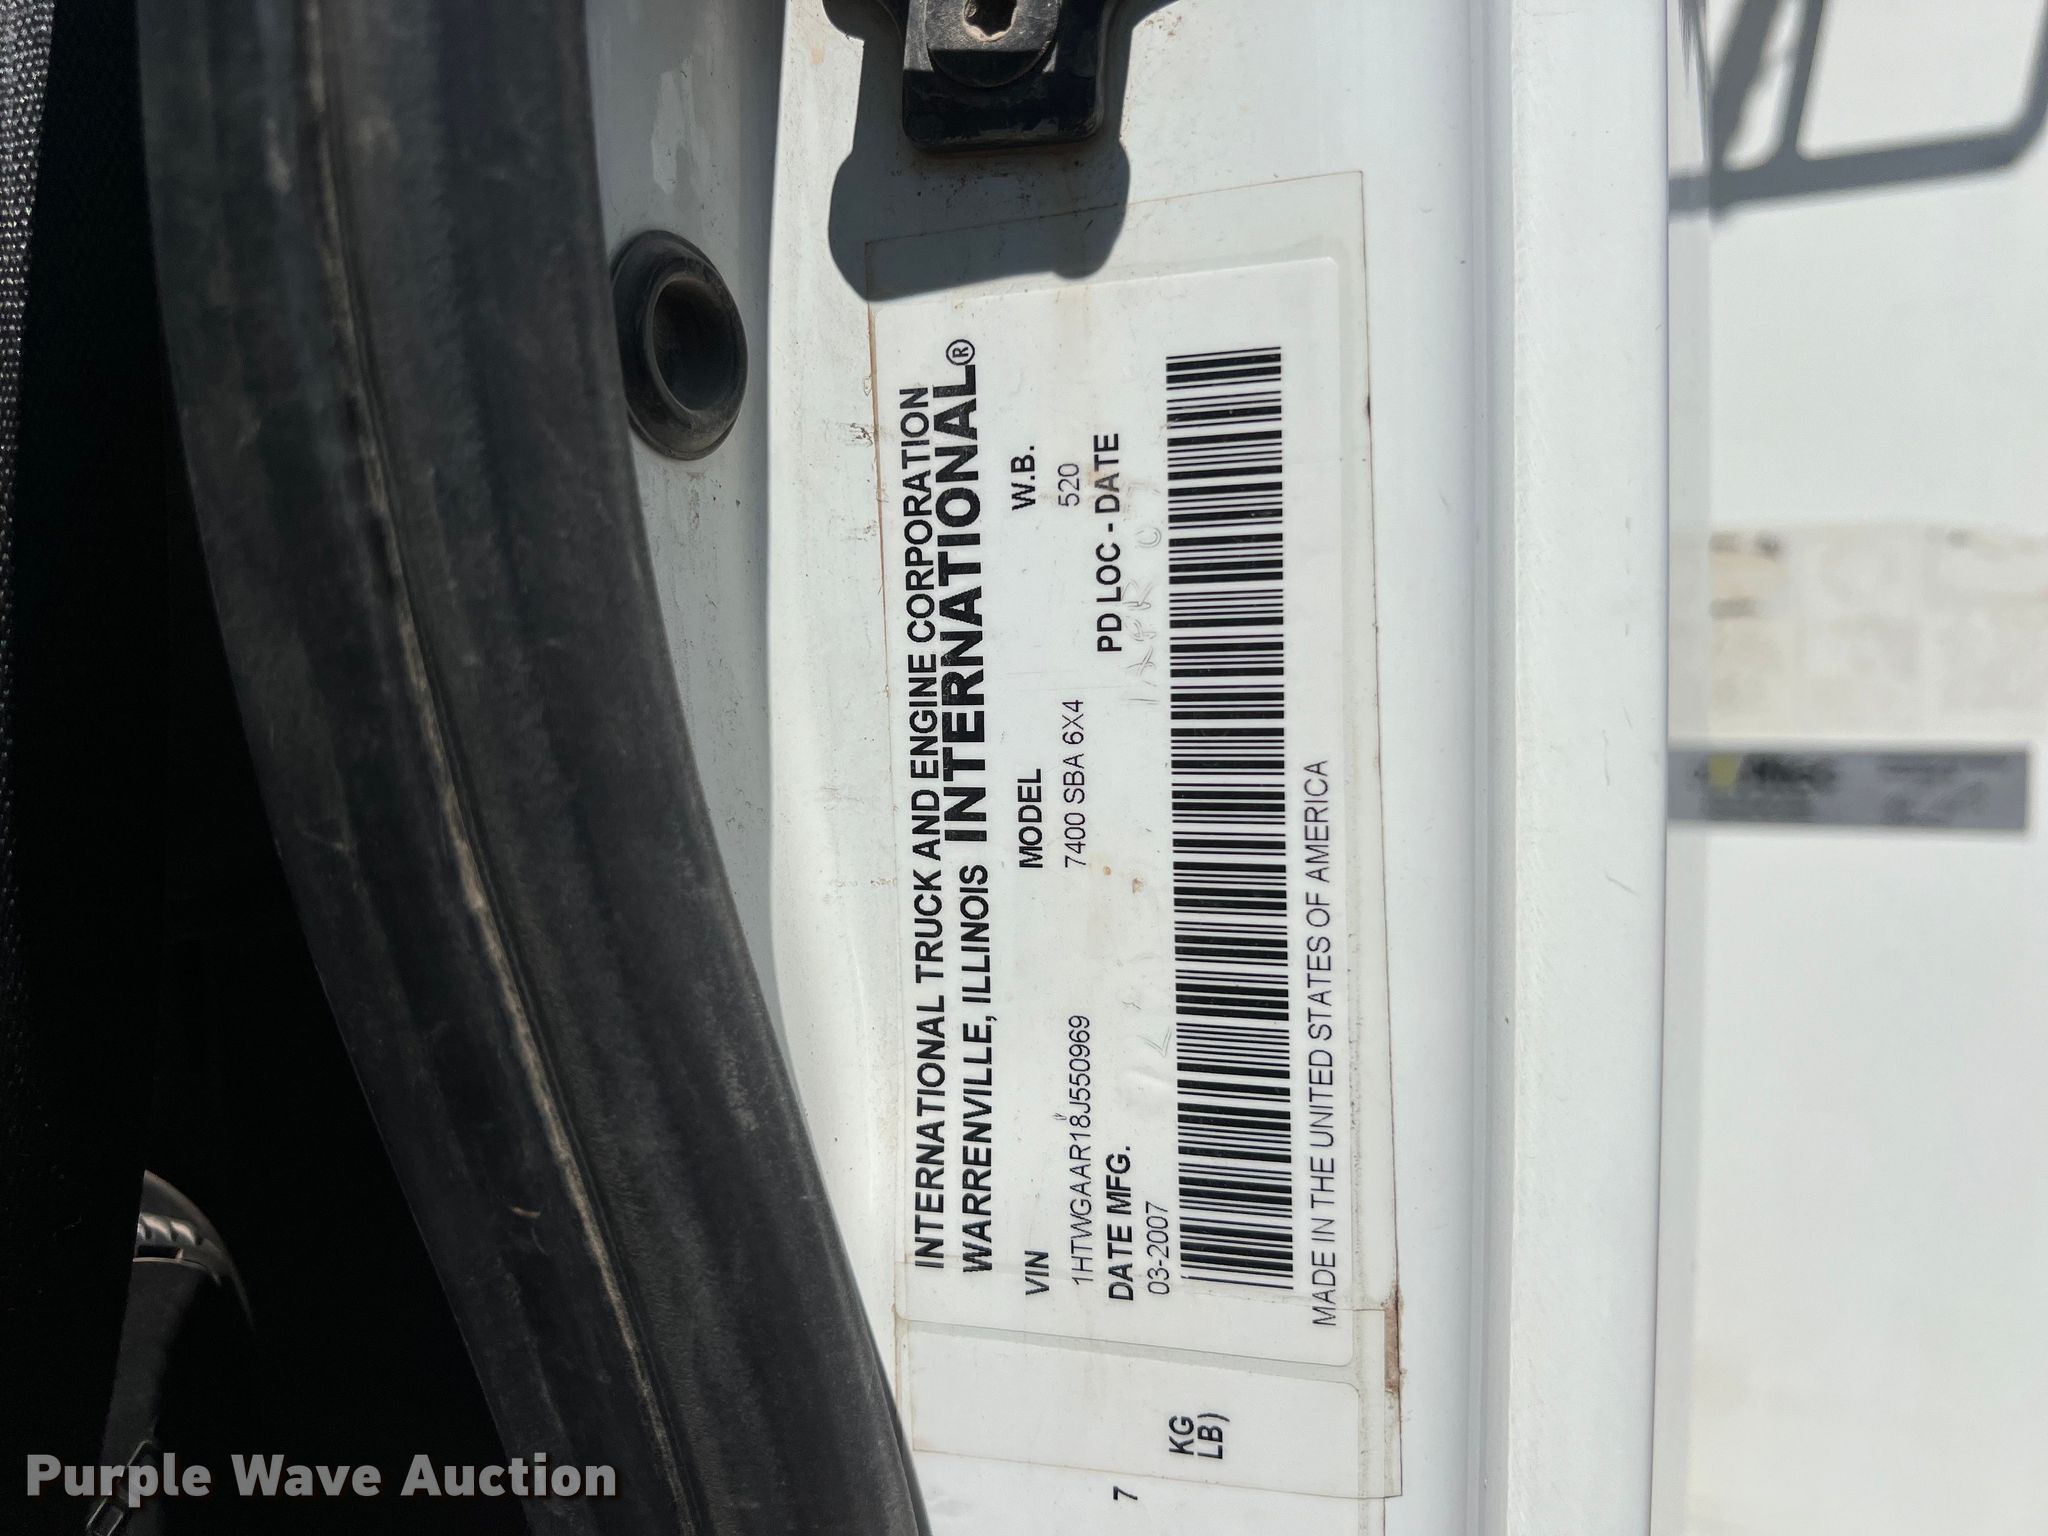 INTERNATIONAL TRUCK AND ENGINE CORPORATION
WARRENVILLE, ILLINOIS INTERNATIONAL®
VIN MODEL W.B.
1HTWGAAR18J550969 7400 SBA 6X4 520
DATE MFG. PD LOC - DATE
03-2007
MADE IN THE UNITED STATES OF AMERICA
7
KG
LB)
Purple Wave Auction